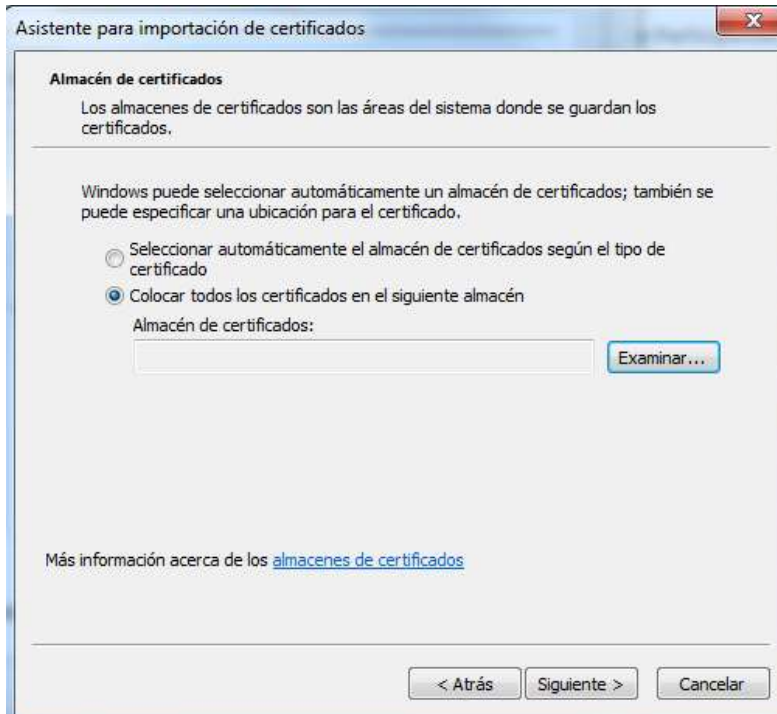 Asistente para importación de certificados
Almacén de certificados
Los almacenes de certificados son las áreas del sistema donde se guardan los
certificados.
Windows puede seleccionar automáticamente un almacén de certificados; también se
puede especificar una ubicación para el certificado.
Seleccionar automáticamente el almacén de certificados según el tipo de
certificado
Colocar todos los certificados en el siguiente almacén
Almacén de certificados:
Examinar...
Más información acerca de los almacenes de certificados
< Atrás Siguiente > Cancelar